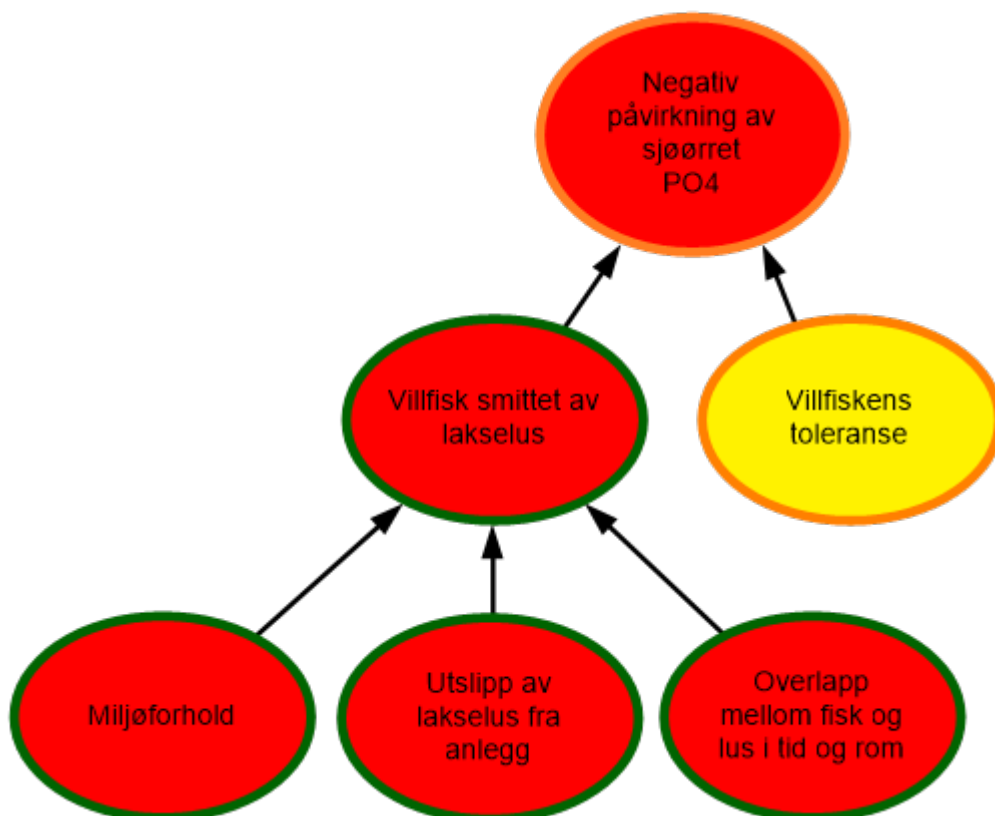 Negativ
påvirkning av
sjøørret
PO4
Villfisk smittet av
lakselus
Villfiskens
toleranse
Miljøforhold
Utslipp av
lakselus fra
anlegg
Overlapp
mellom fisk og
lus i tid og rom